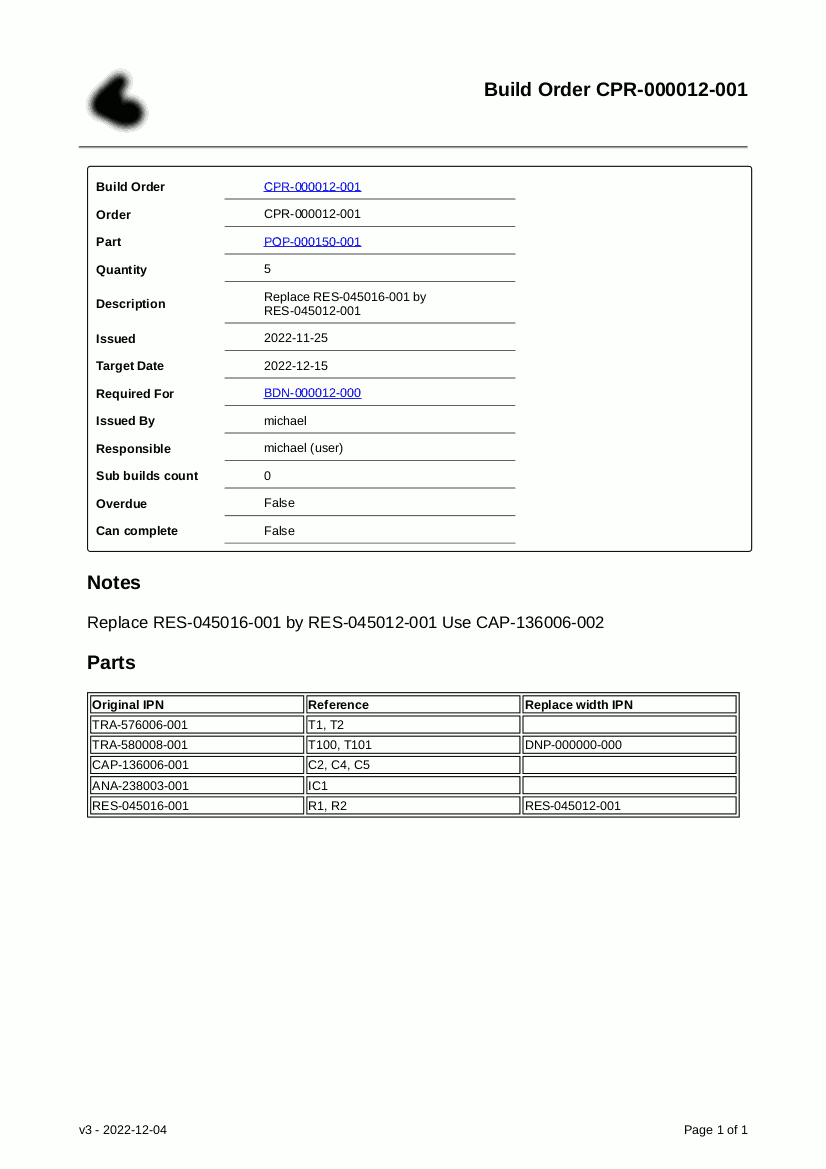 Build Order CPR-000012-001
Build Order CPR-000012-001
Order CPR-000012-001
Part POP-000150-001
Quantity 5
Description Replace RES-045016-001 by
RES-045012-001
Issued 2022-11-25
Target Date 2022-12-15
Required For BDN-000012-000
Issued By michael
Responsible michael (user)
Sub builds count 0
Overdue False
Can complete False
Notes
Replace RES-045016-001 by RES-045012-001 Use CAP-136006-002
Parts
Original IPN Reference Replace width IPN
TRA-576006-001 T1, T2
TRA-580008-001 T100, T101 DNP-000000-000
CAP-136006-001 C2, C4, C5
ANA-238003-001 IC1
RES-045016-001 R1, R2 RES-045012-001
v3 - 2022-12-04 Page 1 of 1